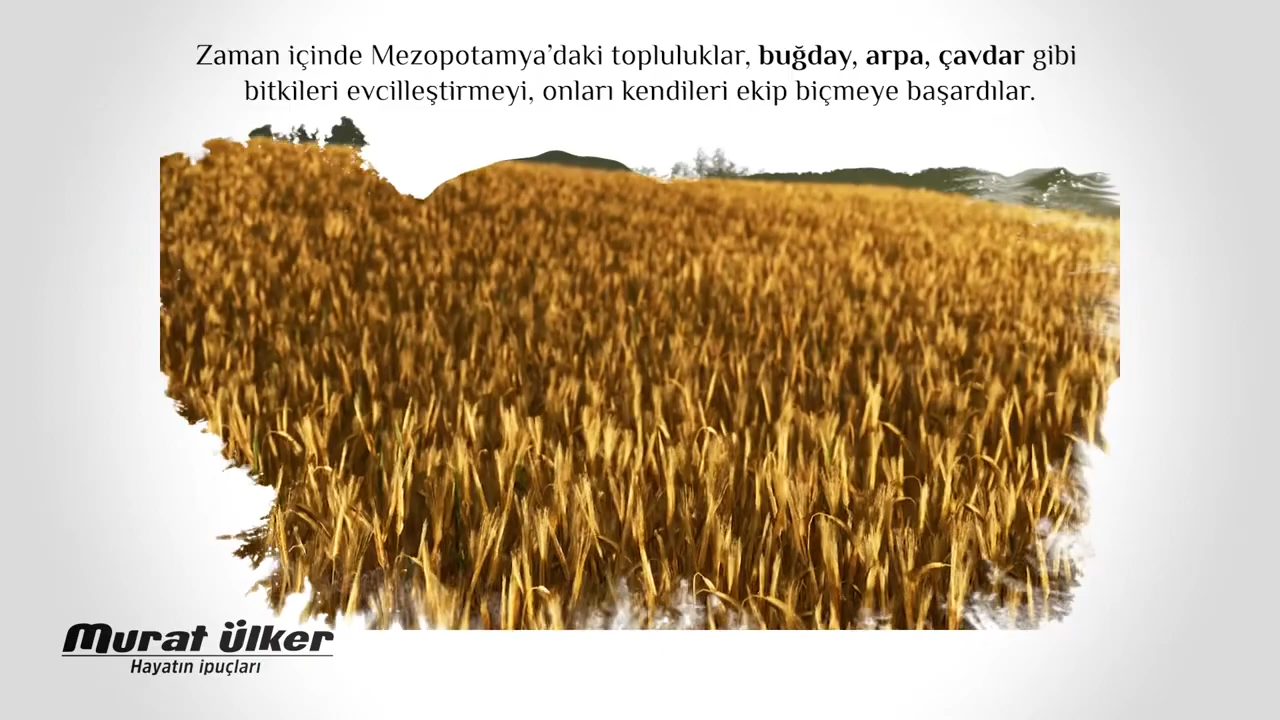 Zaman içinde Mezopotamya’daki topluluklar, buğday, arpa, çavdar gibi
bitkileri evcilleştirmeyi, onları kendileri ekip biçmeye başardılar.
Murat Ülker
Hayatın ipuçları